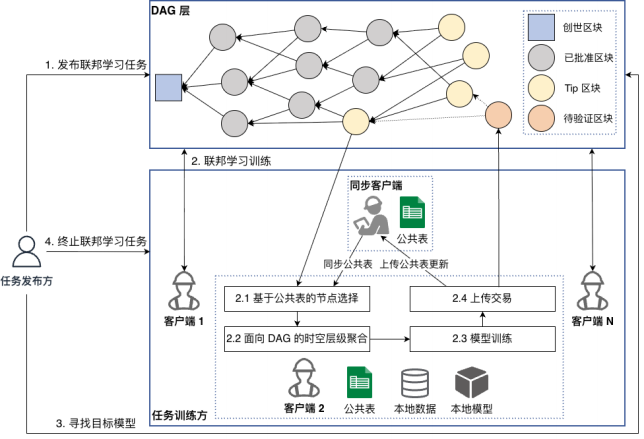 DAG 层
创世区块
已批准区块
Tip 区块
待验证区块
1. 发布联邦学习任务
2. 联邦学习训练
同步客户端
公共表
4. 终止联邦学习任务
任务发布方
同步公共表 上传公共表更新
2.1 基于公共表的节点选择
2.4 上传交易
客户端 1
客户端 N
2.2 面向 DAG 的时空层级聚合
2.3 模型训练
客户端 2
公共表
本地数据
本地模型
任务训练方
3. 寻找目标模型